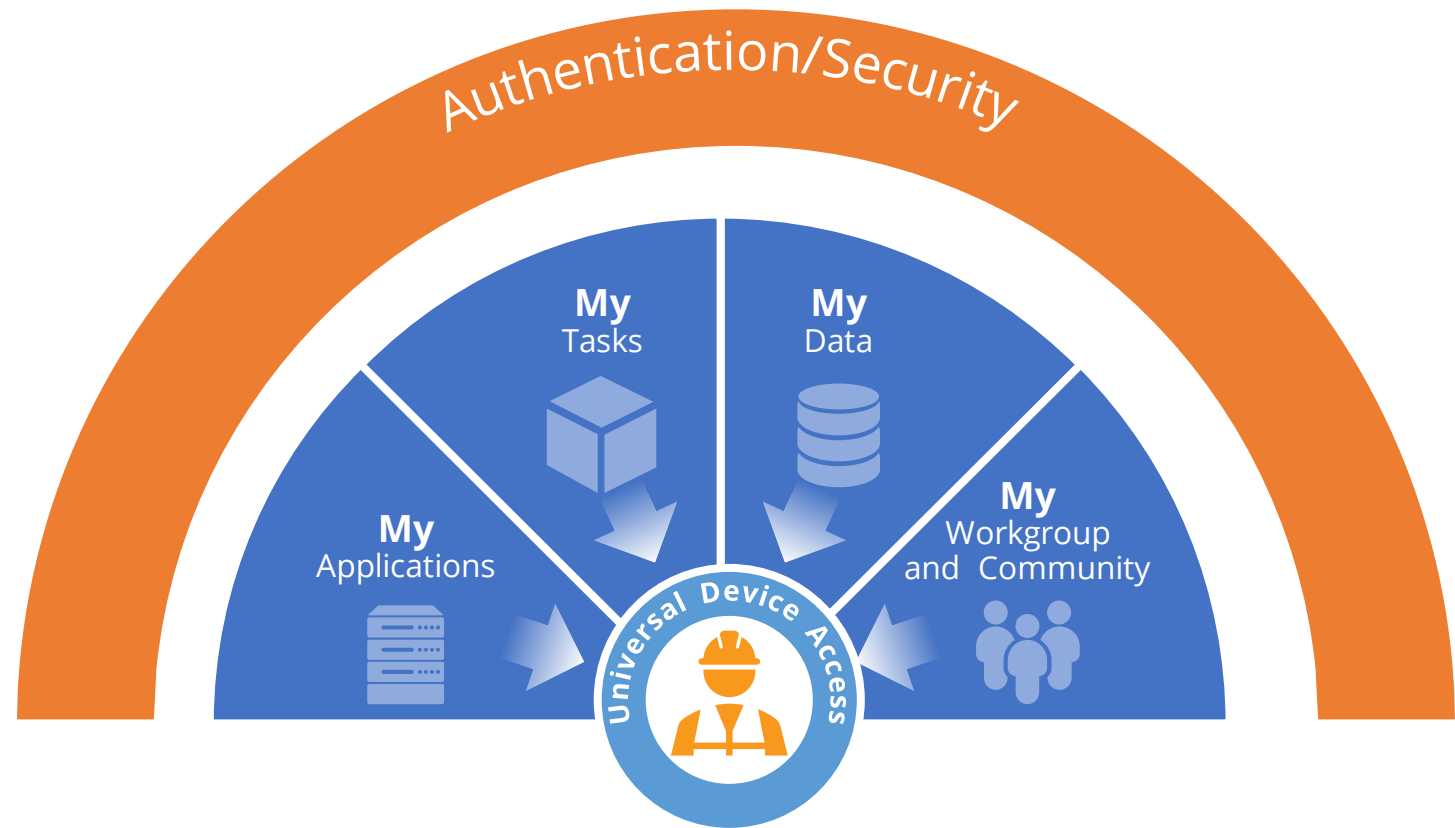 Authentication/Security
My
Tasks
My
Data
My
Applications
My
Workgroup
and Community
Universal Device Access